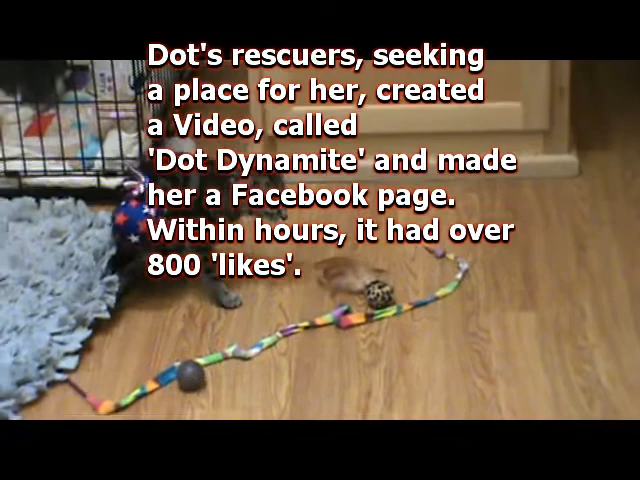 Dot's rescuers, seeking
a place for her, created
a Video, called
'Dot Dynamite' and made
her a Facebook page.
Within hours, it had over
800 'likes'.